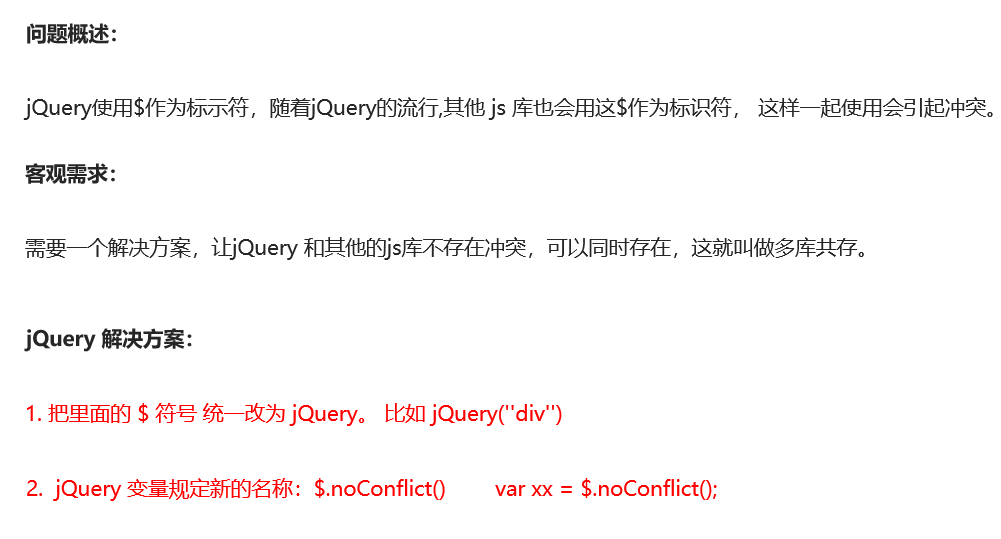 问题概述：
jQuery使用$作为标示符，随着jQuery的流行,其他 js 库也会用这$作为标识符， 这样一起使用会引起冲突。
客观需求：
需要一个解决方案，让jQuery 和其他的js库不存在冲突，可以同时存在，这就叫做多库共存。
jQuery 解决方案：
1. 把里面的 $ 符号 统一改为 jQuery。 比如 jQuery(''div'')
2. jQuery 变量规定新的名称：$.noConflict() var xx = $.noConflict();